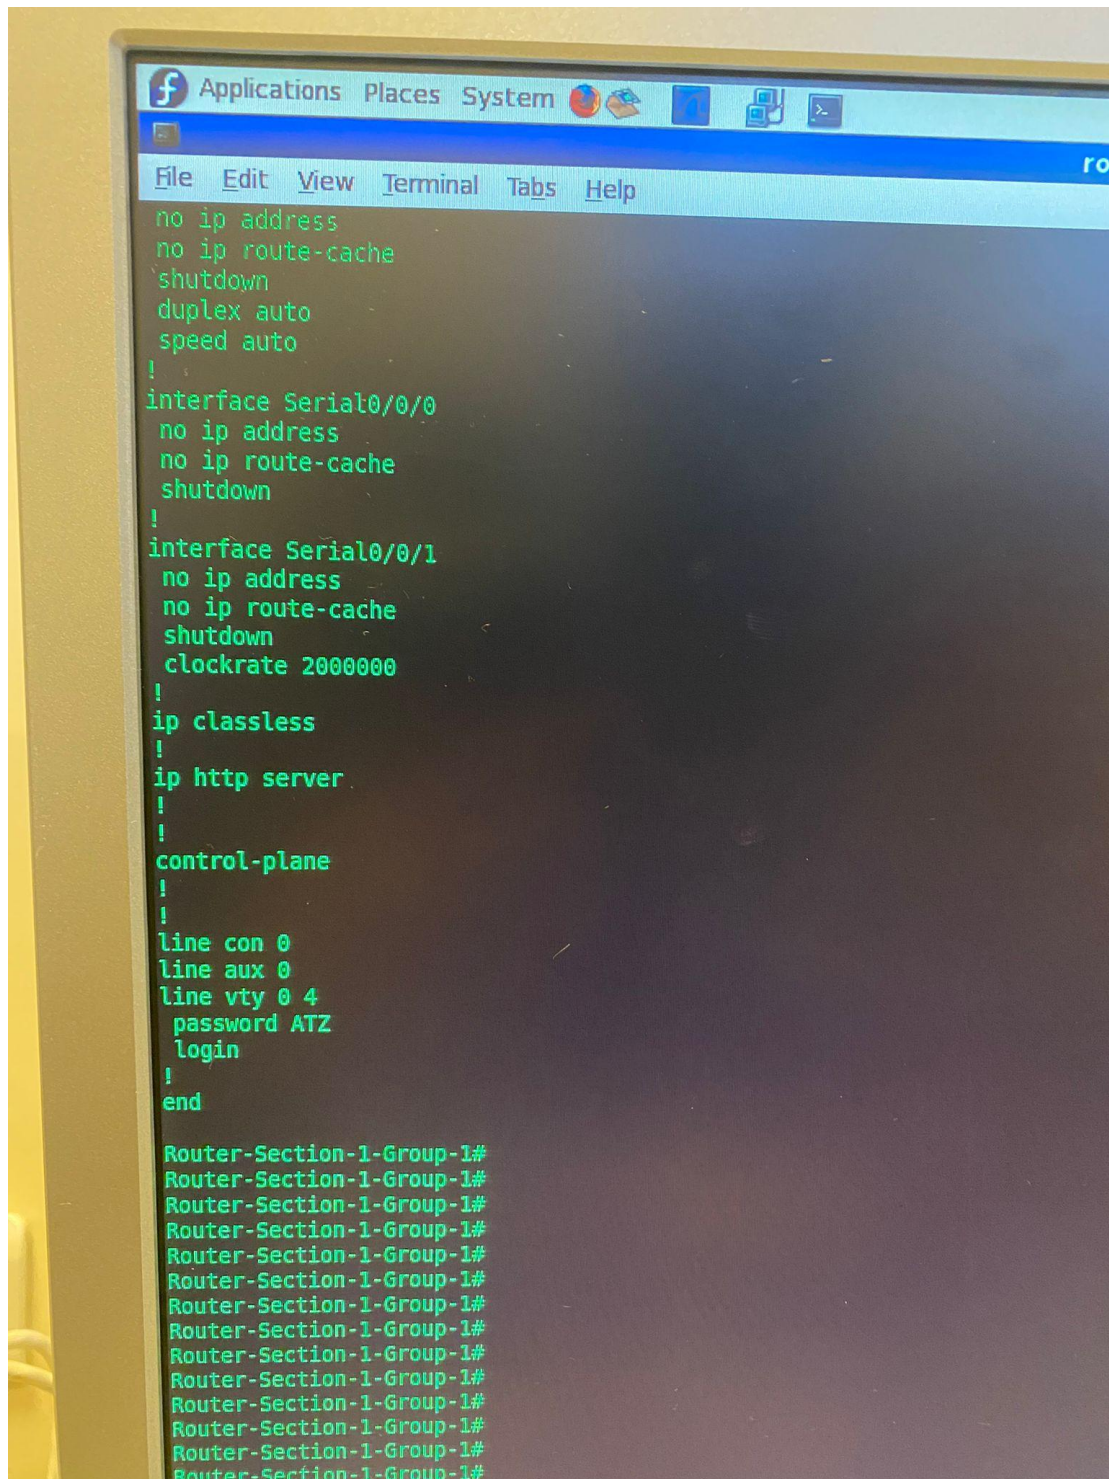 Applications Places System
ro
File Edit View Terminal Tabs Help
no ip address
no ip route-cache
shutdown
duplex auto
speed auto
!
interface Serial0/0/0
no ip address
no ip route-cache
shutdown
!
interface Serial0/0/1
no ip address
no ip route-cache
shutdown
clockrate 2000000
!
ip classless
!
ip http server
!
!
control-plane
!
!
line con 0
line aux 0
line vty 0 4
password ATZ
login
!
end
Router-Section-1-Group-1#
Router-Section-1-Group-1#
Router-Section-1-Group-1#
Router-Section-1-Group-1#
Router-Section-1-Group-1#
Router-Section-1-Group-1#
Router-Section-1-Group-1#
Router-Section-1-Group-1#
Router-Section-1-Group-1#
Router-Section-1-Group-1#
Router-Section-1-Group-1#
Router-Section-1-Group-1#
Router-Section-1-Group-1#
Router-Section-1-Group-1#